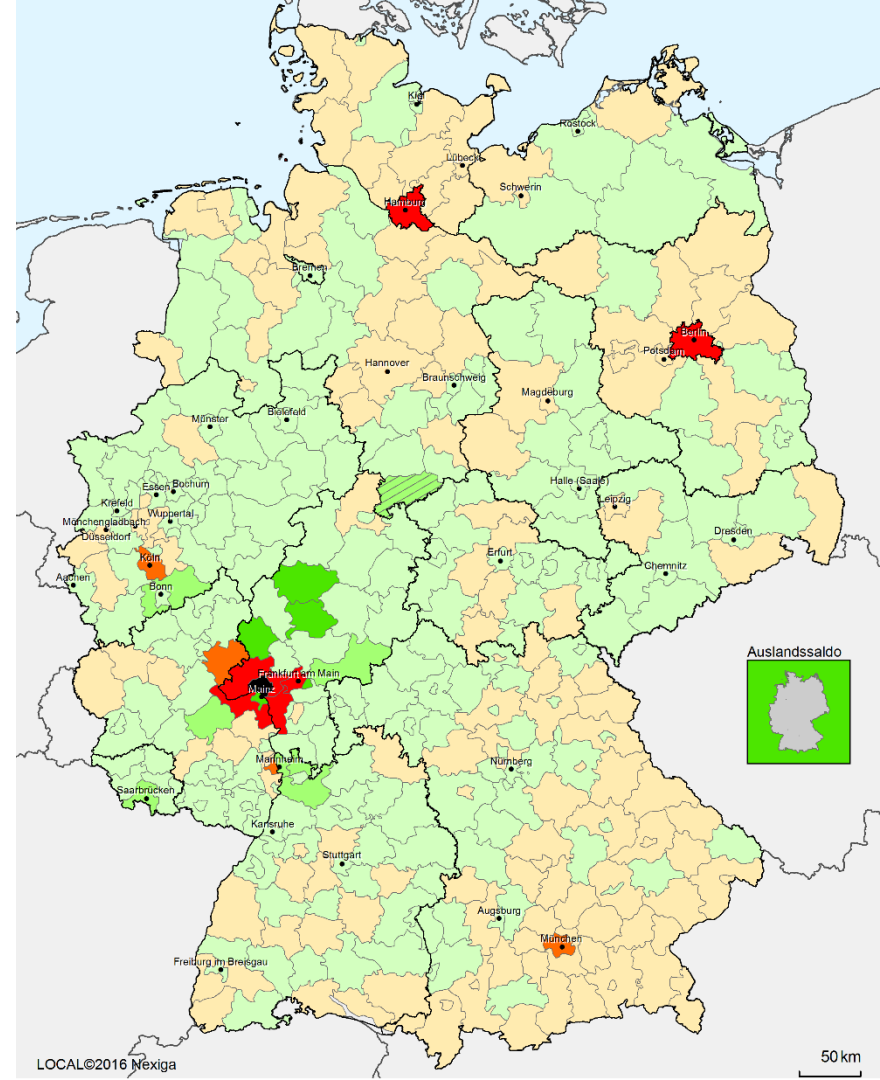 Kiel
Rostock
Lübeck
Schwerin
Hamburg
Bremen
Berlin
Potsdam
Hannover
Braunschweig
Magdeburg
Bielefeld
Münster
Essen
Bochum
Halle (Saale)
Krefeld
Leipzig
Wuppertal
Mönchengladbach
Düsseldorf
Dresden
Köln
Erfurt
Chemnitz
Aachen
Bonn
Auslandssaldo
Frankfurt am Main
Mainz
Mannheim
Nürnberg
Saarbrücken
Karlsruhe
Stuttgart
Augsburg
München
Freiburg im Breisgau
LOCAL©2016 Nexiga
50 km